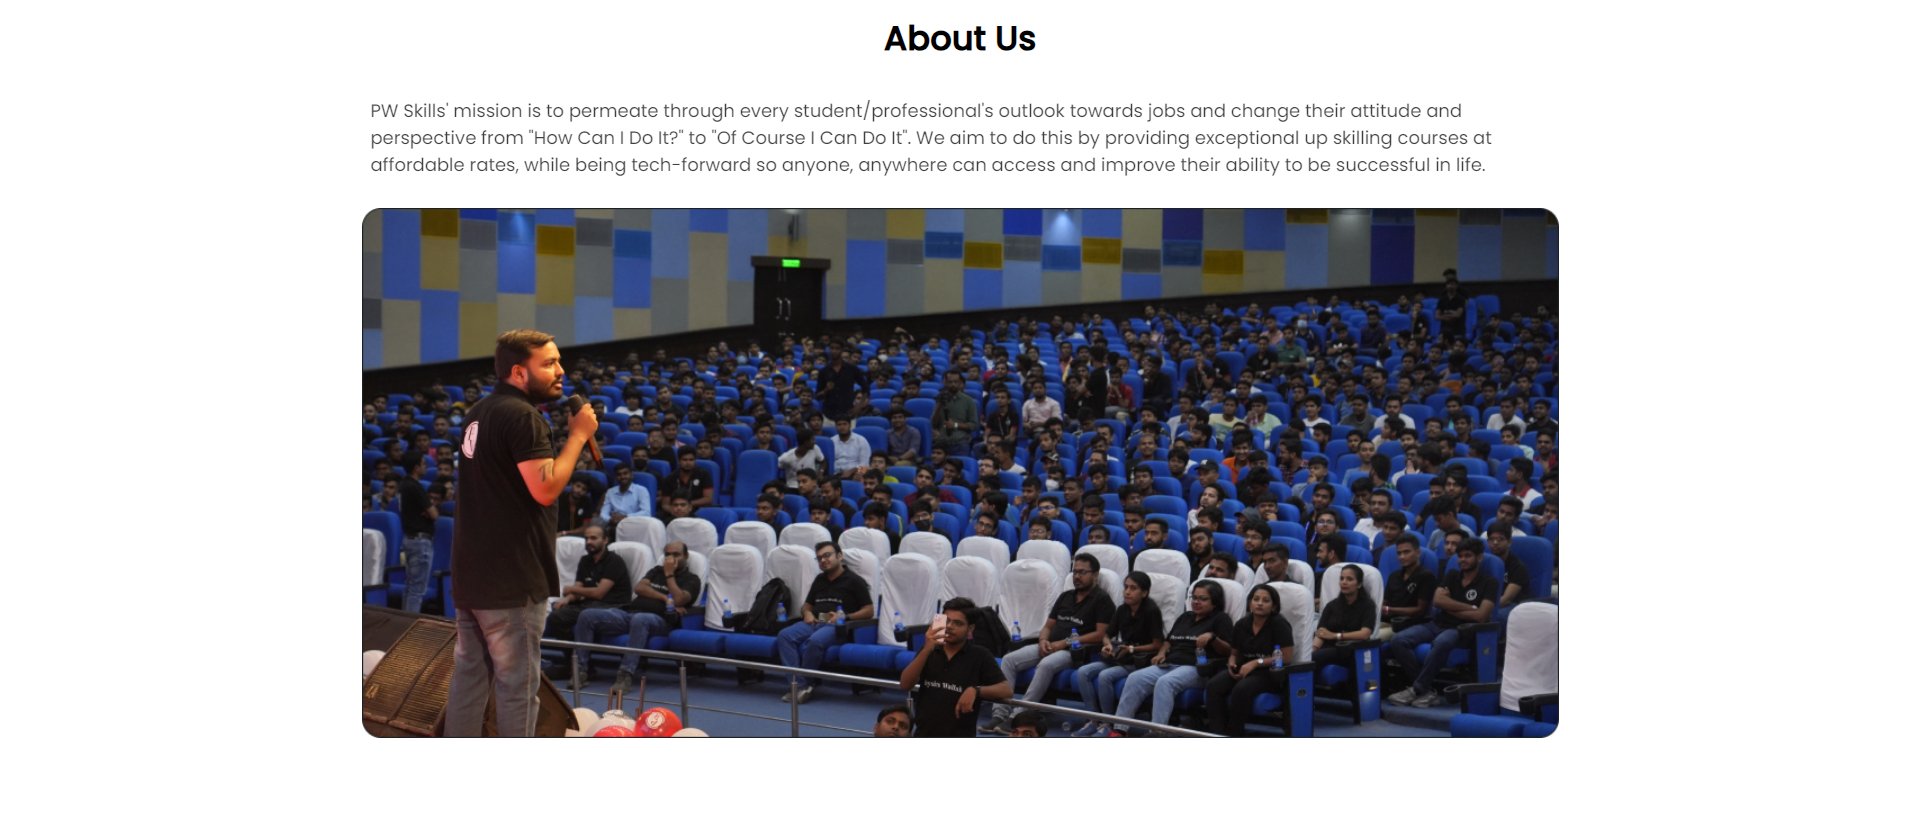 About Us
PW Skills' mission is to permeate through every student/professional's outlook towards jobs and change their attitude and
perspective from "How Can I Do It?" to "Of Course I Can Do It". We aim to do this by providing exceptional up skilling courses at
affordable rates, while being tech-forward so anyone, anywhere can access and improve their ability to be successful in life.